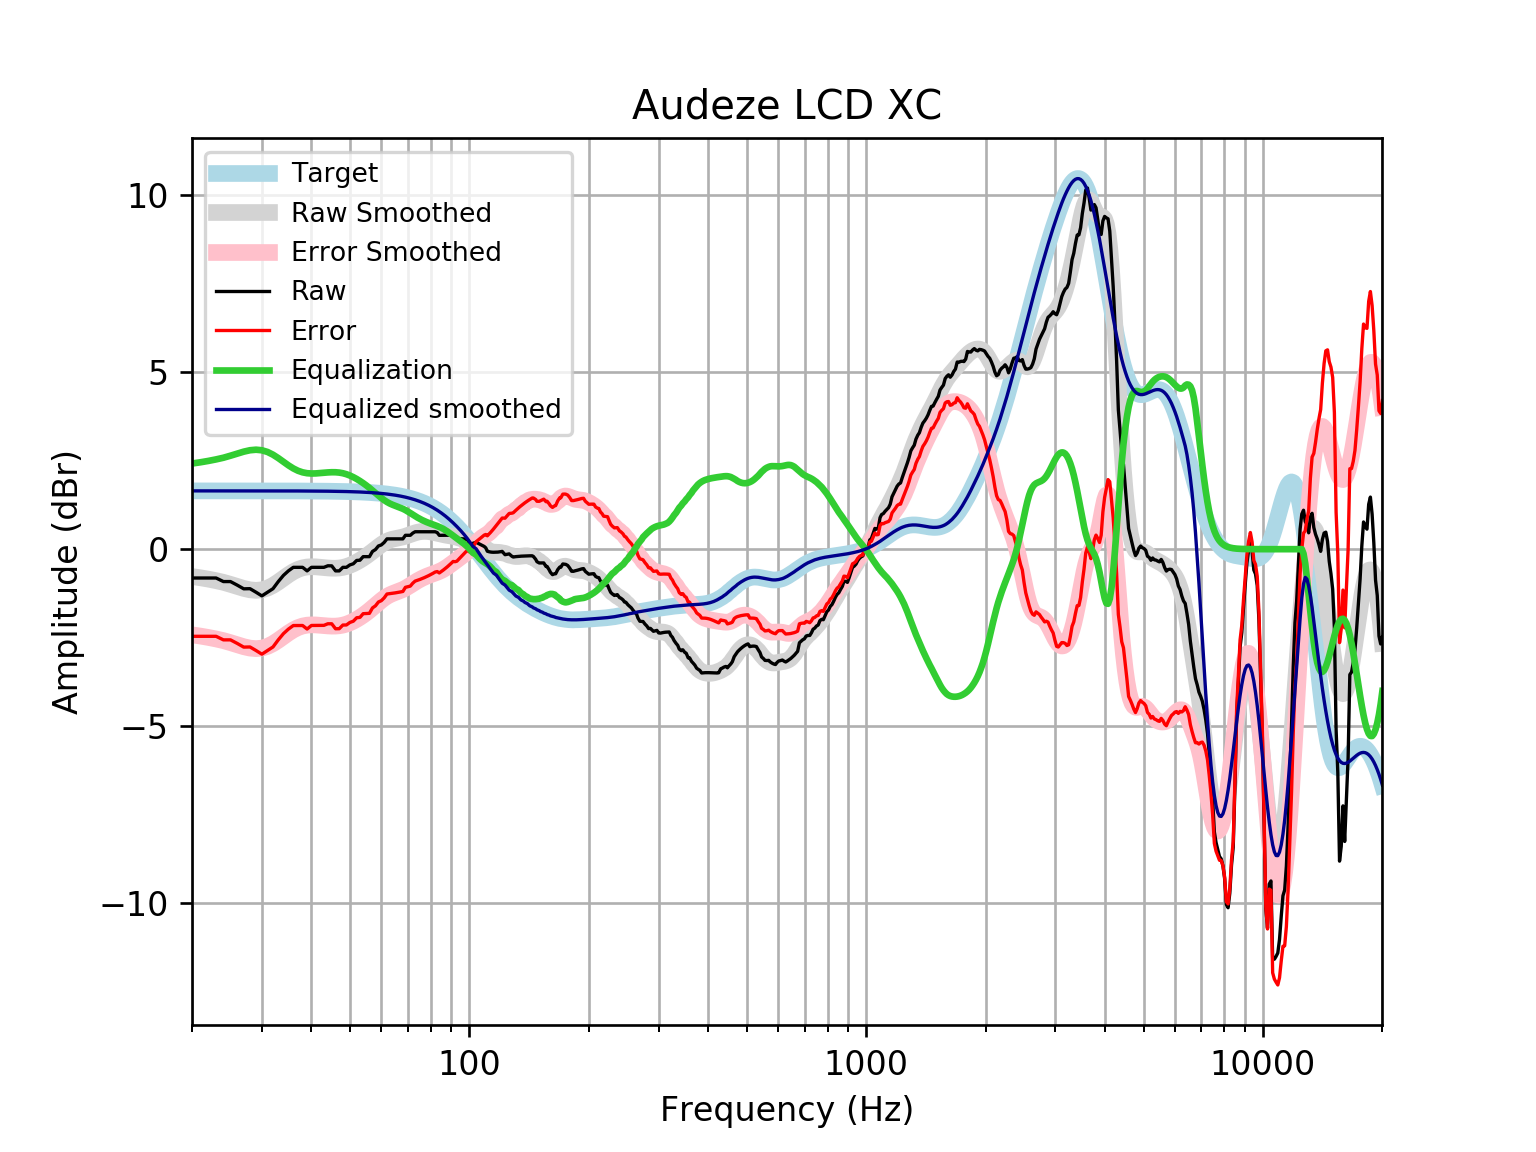 Audeze LCD XC
Target
Raw Smoothed
Error Smoothed
Raw
Error
Equalization
Equalized smoothed
10
5
0
−5
−10
Amplitude (dBr)
100
1000
10000
Frequency (Hz)